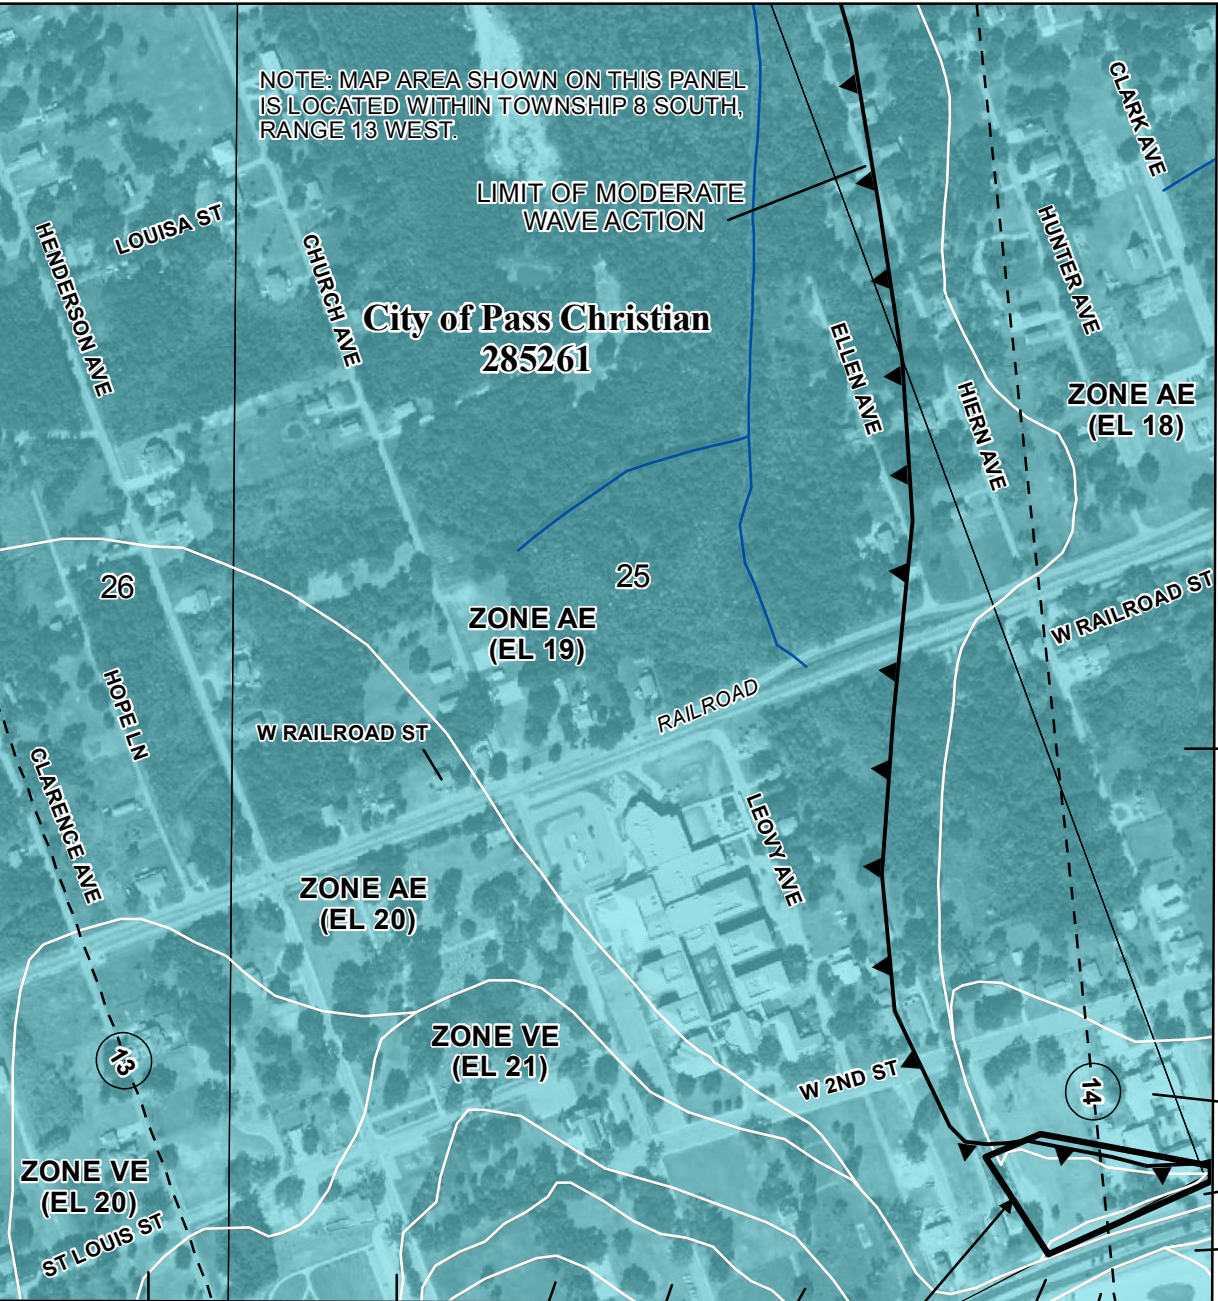 NOTE: MAP AREA SHOWN ON THIS PANEL
IS LOCATED WITHIN TOWNSHIP 8 SOUTH,
RANGE 13 WEST.
CLARK AVE
LIMIT OF MODERATE
WAVE ACTION
LOUISA ST
HENDERSON AVE
CHURCH AVE
HUNTER AVE
City of Pass Christian
285261
ELLEN AVE
HIERN AVE
ZONE AE
(EL 18)
26
25
ZONE AE
(EL 19)
W RAILROAD ST
HOPE LN
RAILROAD
W RAILROAD ST
CLARENCE AVE
LEOVY AVE
ZONE AE
(EL 20)
ZONE VE
(EL 21)
13
W 2ND ST
14
ZONE VE
(EL 20)
ST LOUIS ST